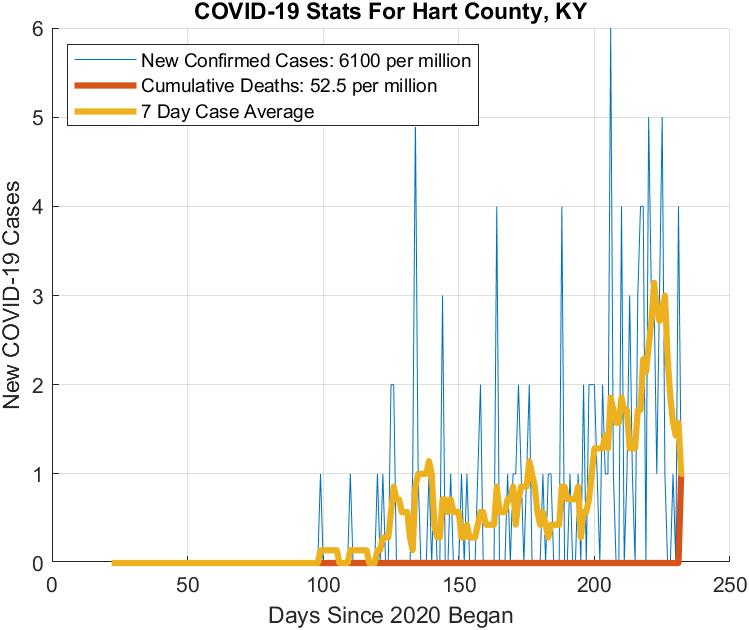 COVID-19 Stats For Hart County, KY
New Confirmed Cases: 6100 per million
Cumulative Deaths: 52.5 per million
7 Day Case Average
New COVID-19 Cases
6
5
4
3
2
1
0
0 50 100 150 200 250
Days Since 2020 Began